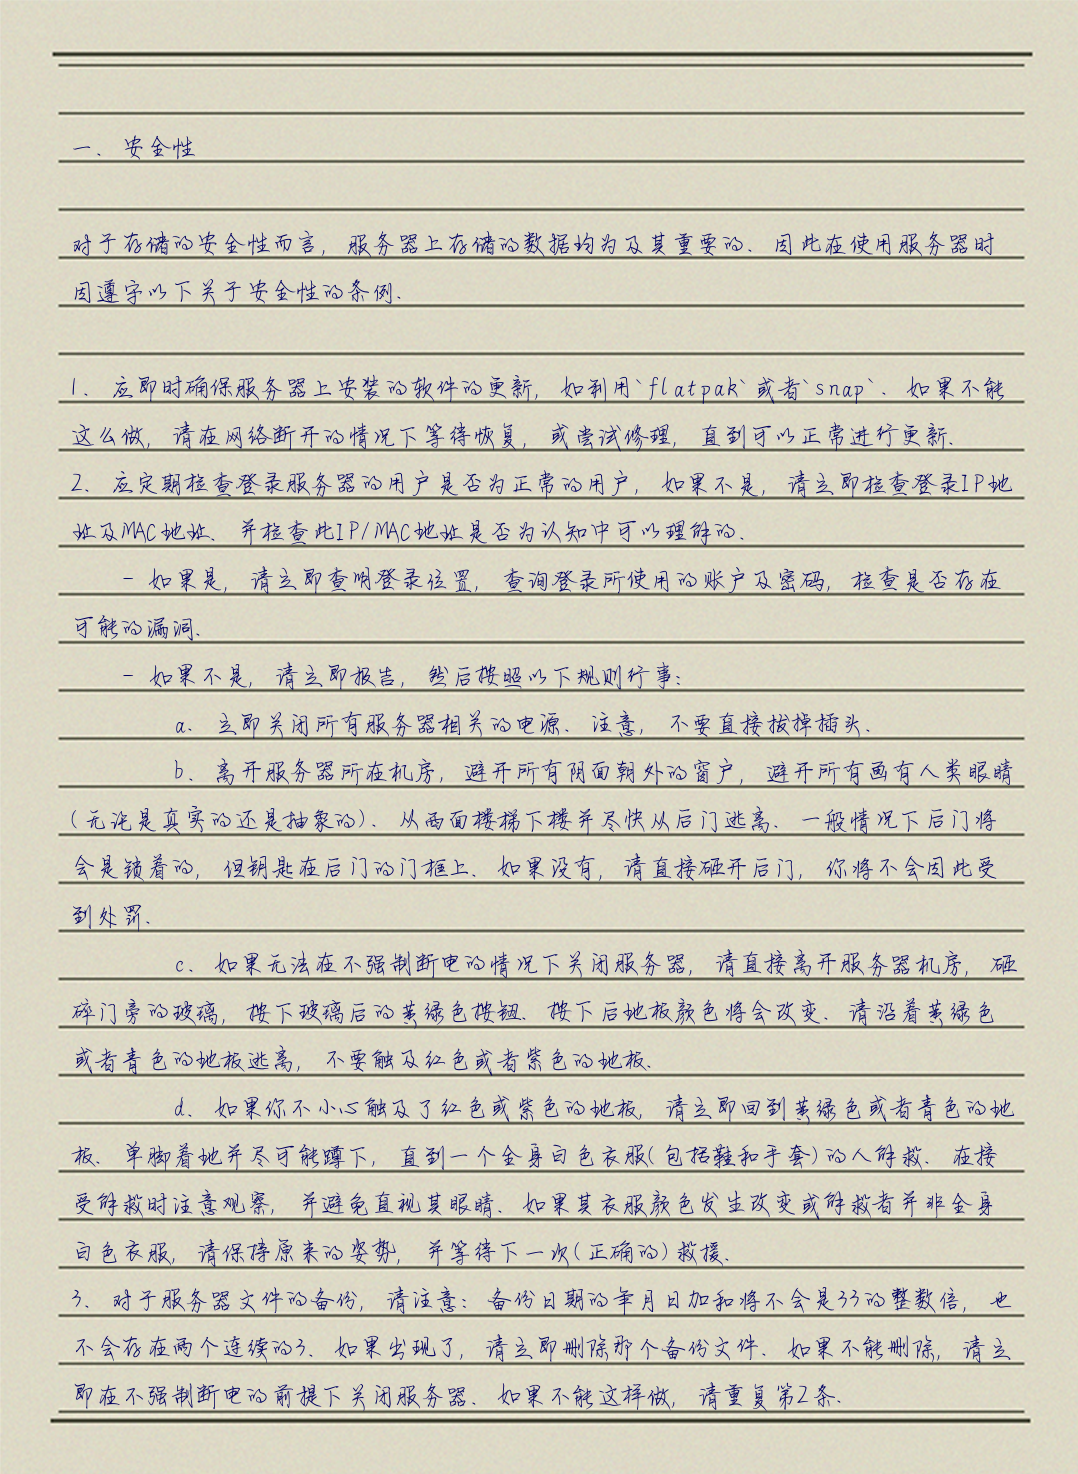 一. 安全性
对于存储的安全性而言, 服务器上存储的数据均为及其重要的. 因此在使用服务器时
因遵守以下关于安全性的条例.
1. 应即时确保服务器上安装的软件的更新, 如利用`flatpak`或者`snap`. 如果不能
这么做, 请在网络断开的情况下等待恢复, 或尝试修理, 直到可以正常进行更新.
2. 应定期检查登录服务器的用户是否为正常的用户, 如果不是, 请立即检查登录IP地
址及MAC地址. 并检查此IP/MAC地址是否为认知中可以理解的.
- 如果是, 请立即查明登录位置, 查询登录所使用的账户及密码, 检查是否存在
可能的漏洞.
- 如果不是, 请立即报告, 然后按照以下规则行事:
a. 立即关闭所有服务器相关的电源. 注意, 不要直接拔掉插头.
b. 离开服务器所在机房, 避开所有阴面朝外的窗户, 避开所有画有人类眼睛
(无论是真实的还是抽象的). 从西面楼梯下楼并尽快从后门逃离. 一般情况下后门将
会是锁着的, 但钥匙在后门的门框上. 如果没有, 请直接砸开后门, 你将不会因此受
到处罚.
c. 如果无法在不强制断电的情况下关闭服务器, 请直接离开服务器机房, 砸
碎门旁的玻璃, 按下玻璃后的黄绿色按钮. 按下后地板颜色将会改变. 请沿着黄绿色
或者青色的地板逃离, 不要触及红色或者紫色的地板.
d. 如果你不小心触及了红色或紫色的地板, 请立即回到黄绿色或者青色的地
板. 单脚着地并尽可能蹲下, 直到一个全身白色衣服(包括鞋和手套)的人解救. 在接
受解救时注意观察, 并避免直视其眼睛. 如果其衣服颜色发生改变或解救者并非全身
白色衣服, 请保持原来的姿势, 并等待下一次(正确的)救援.
3. 对于服务器文件的备份, 请注意: 备份日期的年月日加和将不会是33的整数倍, 也
不会存在两个连续的3. 如果出现了, 请立即删除那个备份文件. 如果不能删除, 请立
即在不强制断电的前提下关闭服务器. 如果不能这样做, 请重复第2条.